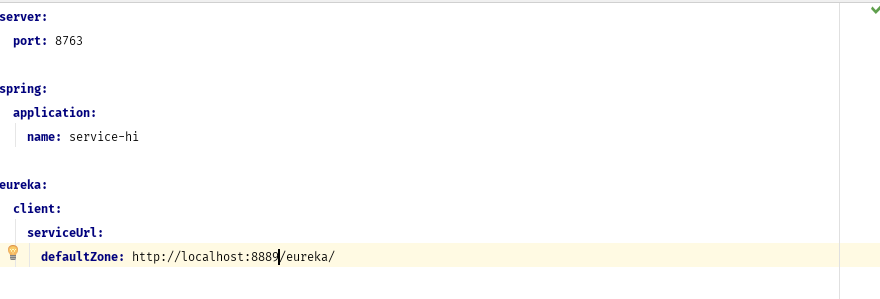 server:
  port: 8763
spring:
  application:
    name: service-hi
eureka:
  client:
    serviceUrl:
      defaultZone: http://localhost:8889/eureka/